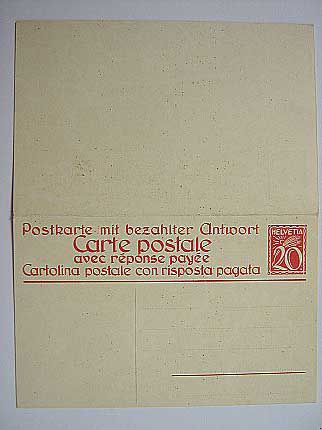 Postkarte mit bezahlter Antwort
Carte postale
avec réponse payée
Cartolina postale con risposta pagata
HELVETIA
20